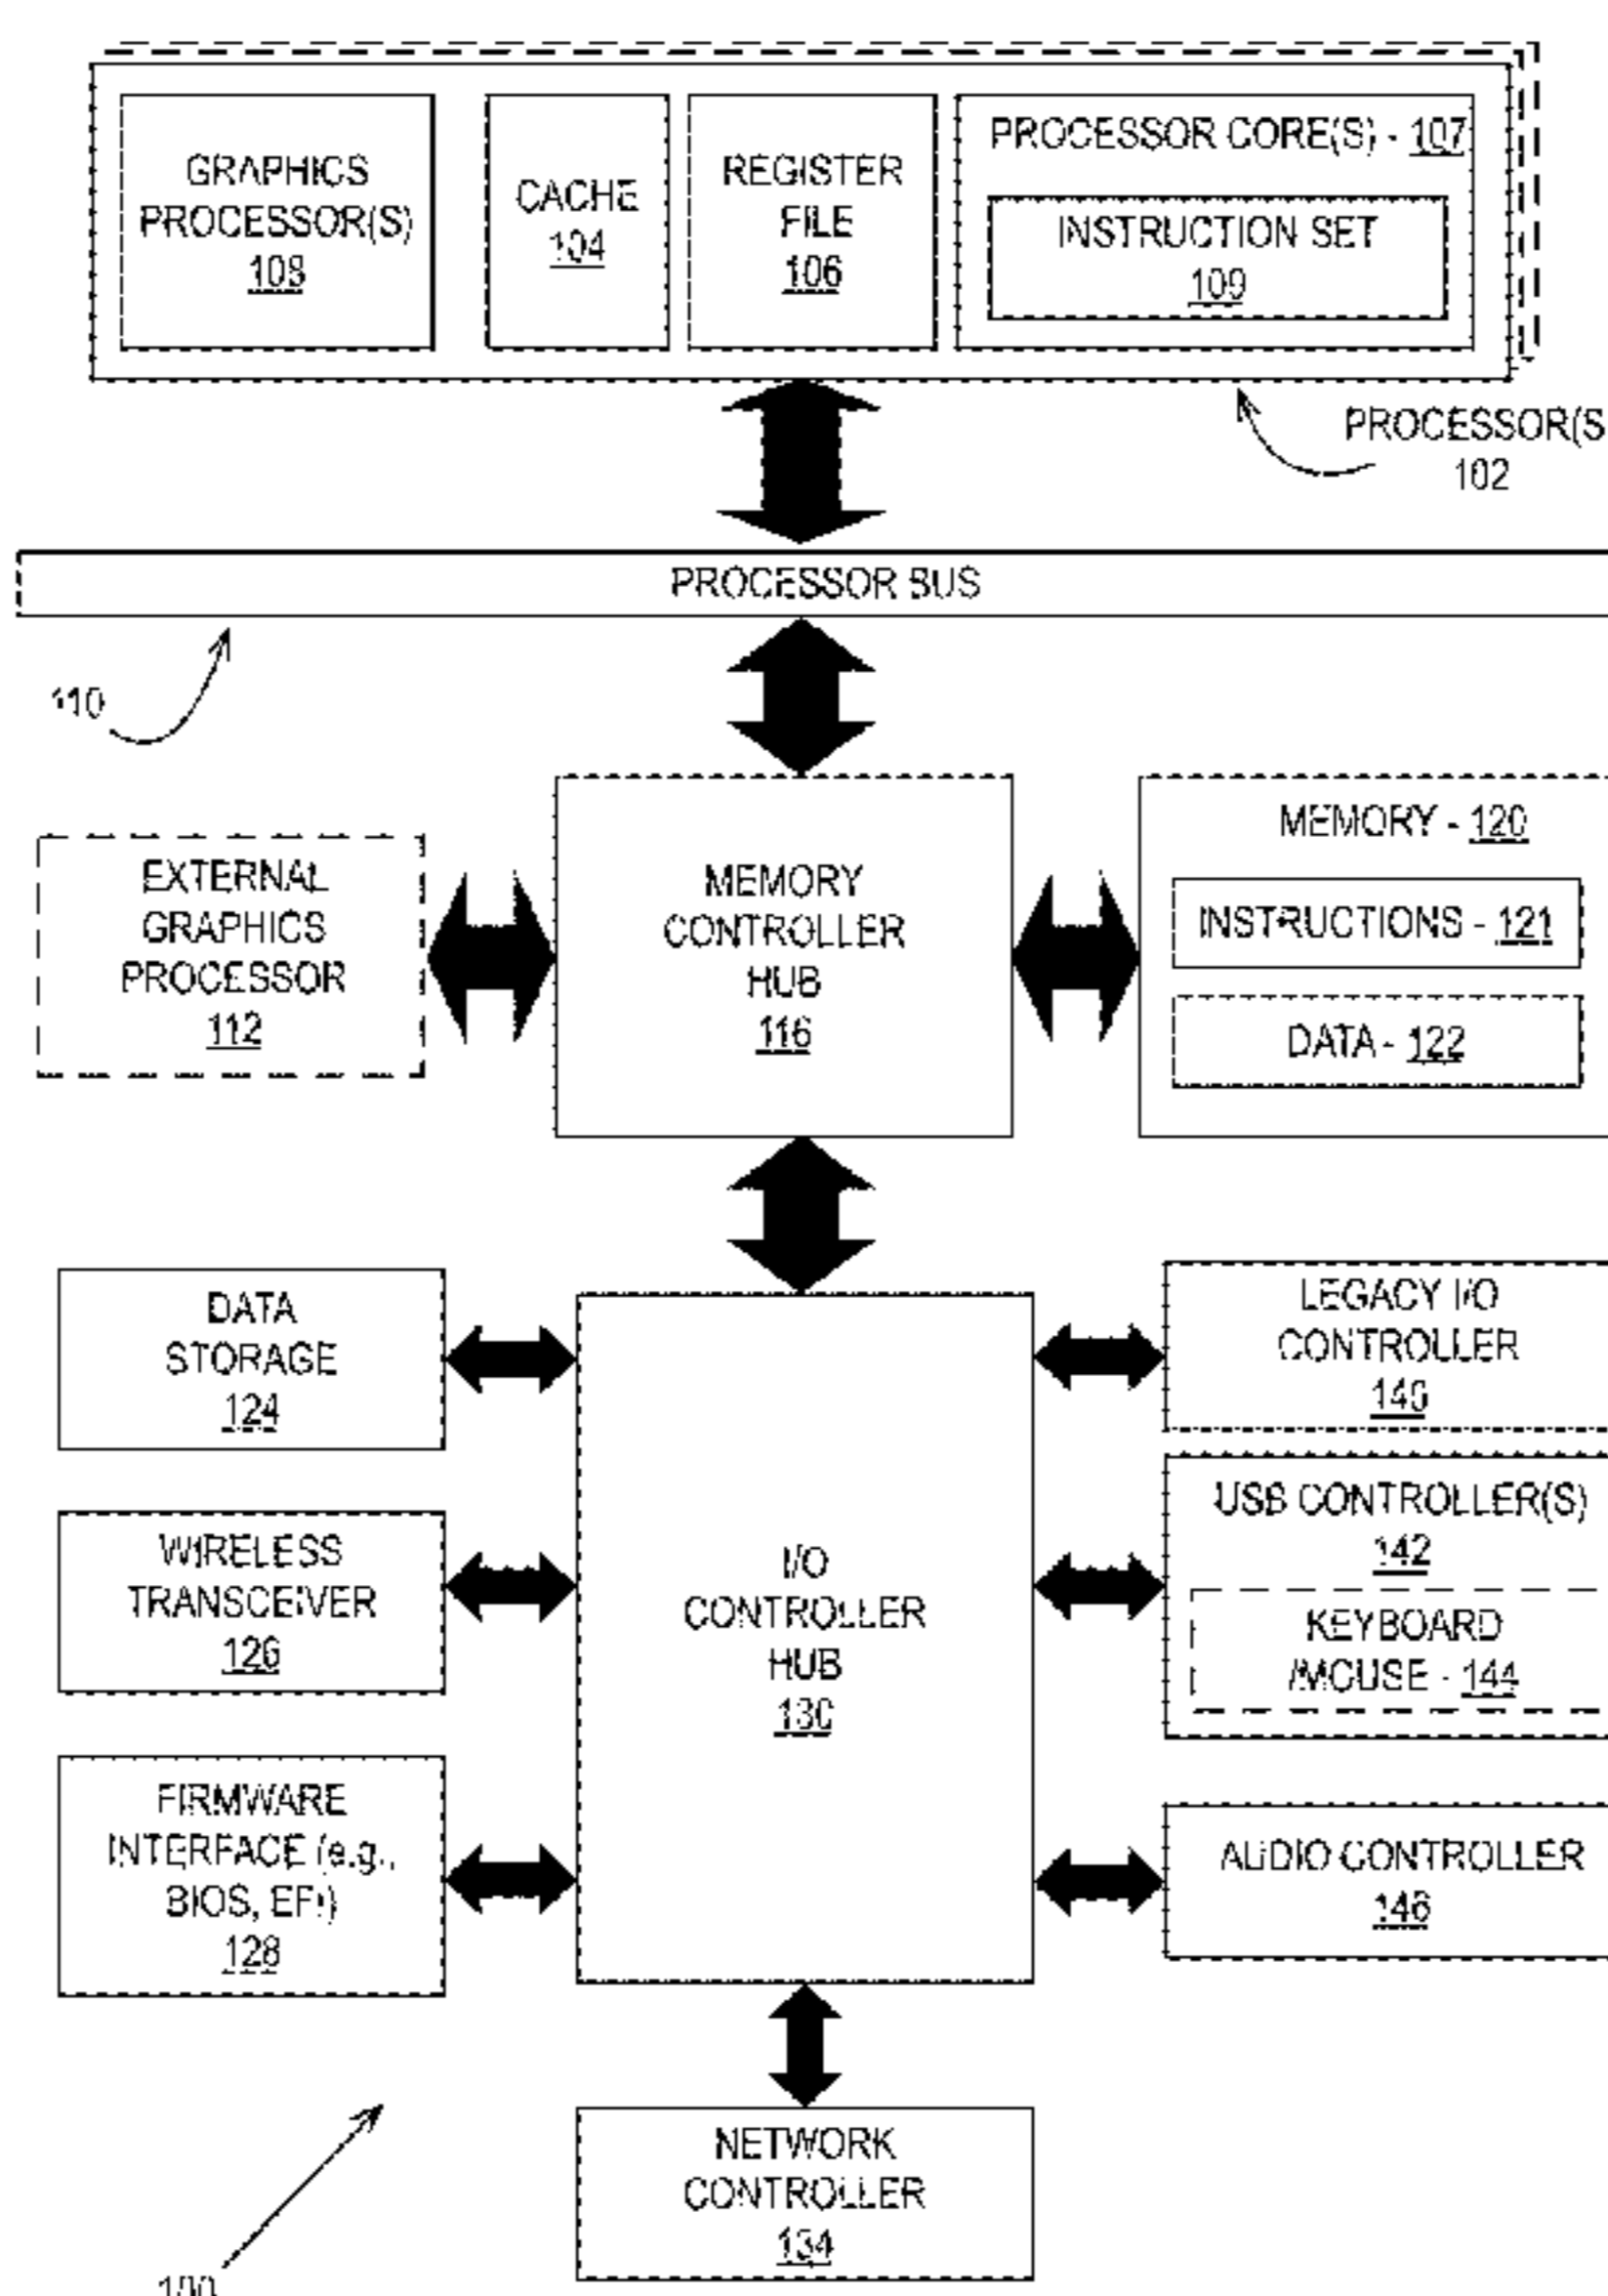 GRAPHICS
PROCESSOR(S)
108
CACHE
104
REGISTER
FILE
106
PROCESSOR CORE(S) - 107
INSTRUCTION SET
109
PROCESSOR(S
102
PROCESSOR BUS
110
EXTERNAL
GRAPHICS
PROCESSOR
112
MEMORY
CONTROLLER
HUB
116
MEMORY - 120
INSTRUCTIONS - 121
DATA - 122
DATA
STORAGE
124
WIRELESS
TRANSCEIVER
126
FIRMWARE
INTERFACE (e.g.,
BIOS, EFI)
128
I/O
CONTROLLER
HUB
130
LEGACY I/O
CONTROLLER
140
USB CONTROLLER(S)
142
KEYBOARD
/MOUSE - 144
AUDIO CONTROLLER
146
NETWORK
CONTROLLER
134
100